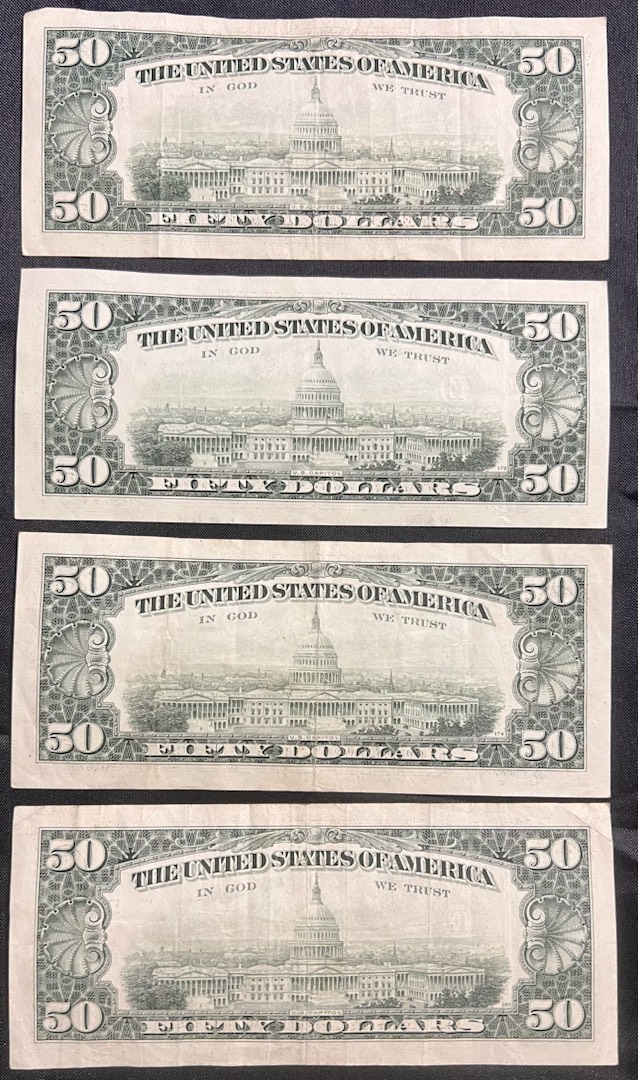 50 50
THE UNITED STATES OF AMERICA
IN GOD WE TRUST
50 50
FIFTY DOLLARS
50 50
THE UNITED STATES OF AMERICA
IN GOD WE TRUST
U.S. CAPITOL
50 50
FIFTY DOLLARS
50 50
THE UNITED STATES OF AMERICA
IN GOD WE TRUST
U.S. CAPITOL
50 50
FIFTY DOLLARS
50 50
THE UNITED STATES OF AMERICA
IN GOD WE TRUST
U.S. CAPITOL
50 50
FIFTY DOLLARS